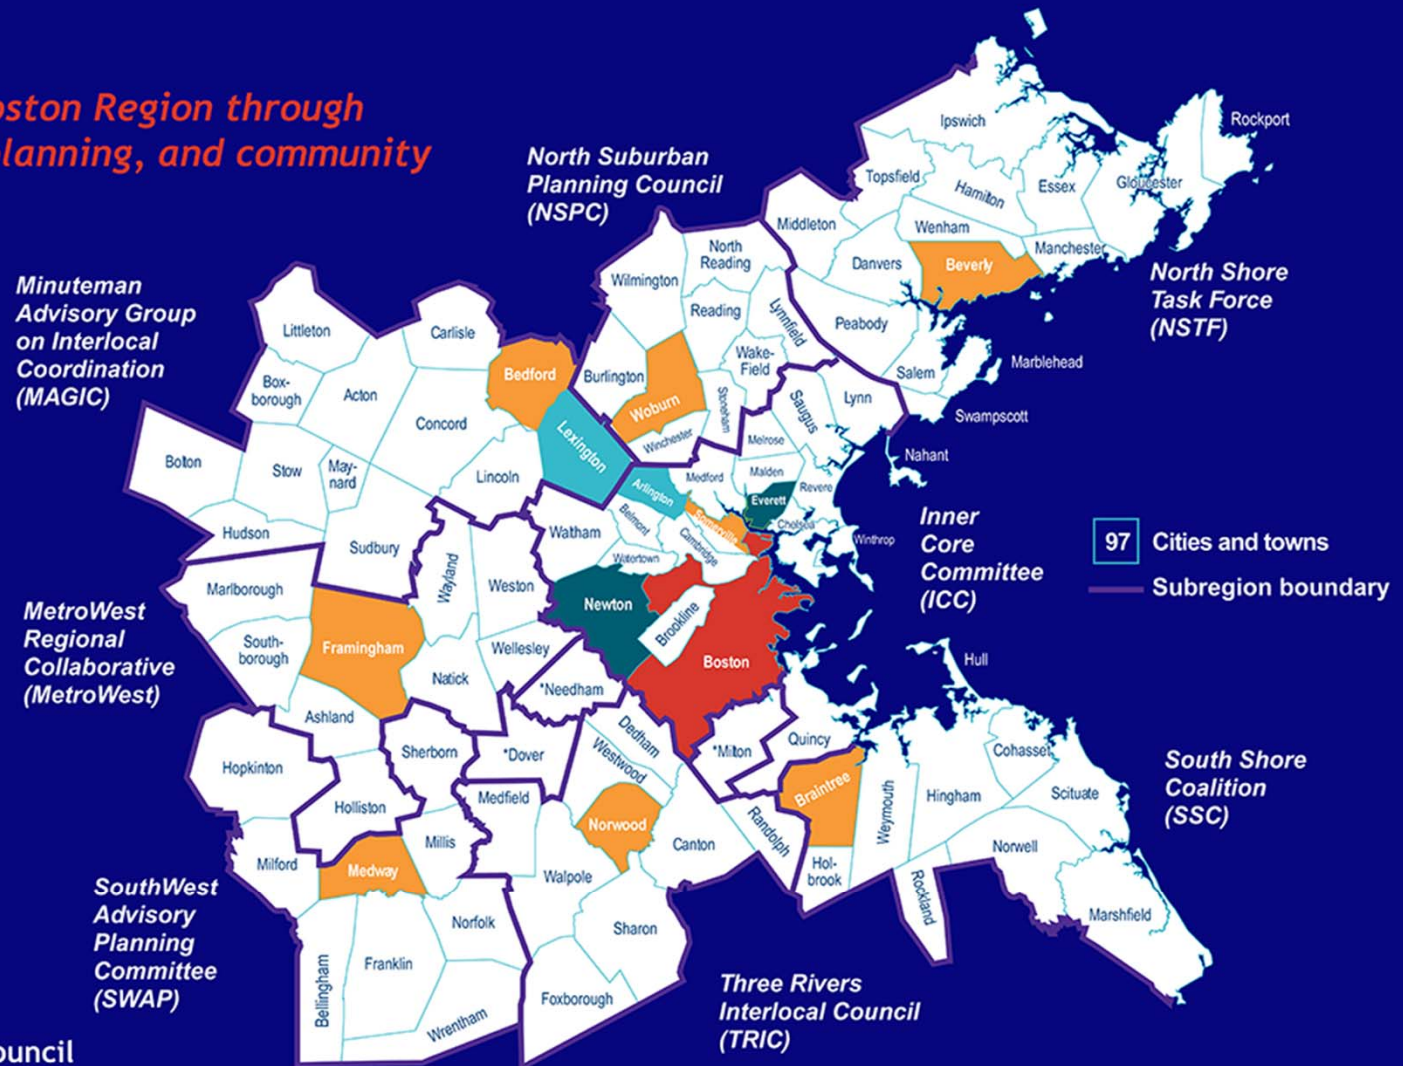 oston Region through
planning, and community
North Suburban
Planning Council
(NSPC)
Minuteman
Advisory Group
on Interlocal
Coordination
(MAGIC)
North Shore
Task Force
(NSTF)
Inner
Core
Committee
(ICC)
97 Cities and towns
Subregion boundary
MetroWest
Regional
Collaborative
(MetroWest)
South Shore
Coalition
(SSC)
SouthWest
Advisory
Planning
Committee
(SWAP)
Three Rivers
Interlocal Council
(TRIC)
ouncil
Ipswich
Rockport
Topsfield
Hamilton
Essex
Gloucester
Middleton
Wenham
Manchester
Danvers
Beverly
Peabody
Salem
Marblehead
Swampscott
Nahant
North
Reading
Wilmington
Reading
Lynnfield
Wake-
Field
Burlington
Woburn
Stoneham
Winchester
Saugus
Lynn
Melrose
Malden
Medford
Revere
Everett
Chelsea
Winthrop
Arlington
Somerville
Belmont
Cambridge
Watertown
Waltham
Newton
Brookline
Boston
Littleton
Carlisle
Bedford
Box-
borough
Acton
Concord
Lexington
Lincoln
Bolton
Stow
May-
nard
Hudson
Sudbury
Marlborough
Wayland
Weston
South-
borough
Framingham
Natick
Wellesley
Ashland
*Needham
Hopkinton
Sherborn
*Dover
Holliston
Medfield
Millis
Milford
Medway
Norfolk
Franklin
Bellingham
Wrentham
Dedham
Westwood
Norwood
Canton
Walpole
Sharon
Foxborough
*Milton
Randolph
Quincy
Braintree
Hol-
brook
Weymouth
Hingham
Hull
Cohasset
Scituate
Norwell
Rockland
Marshfield